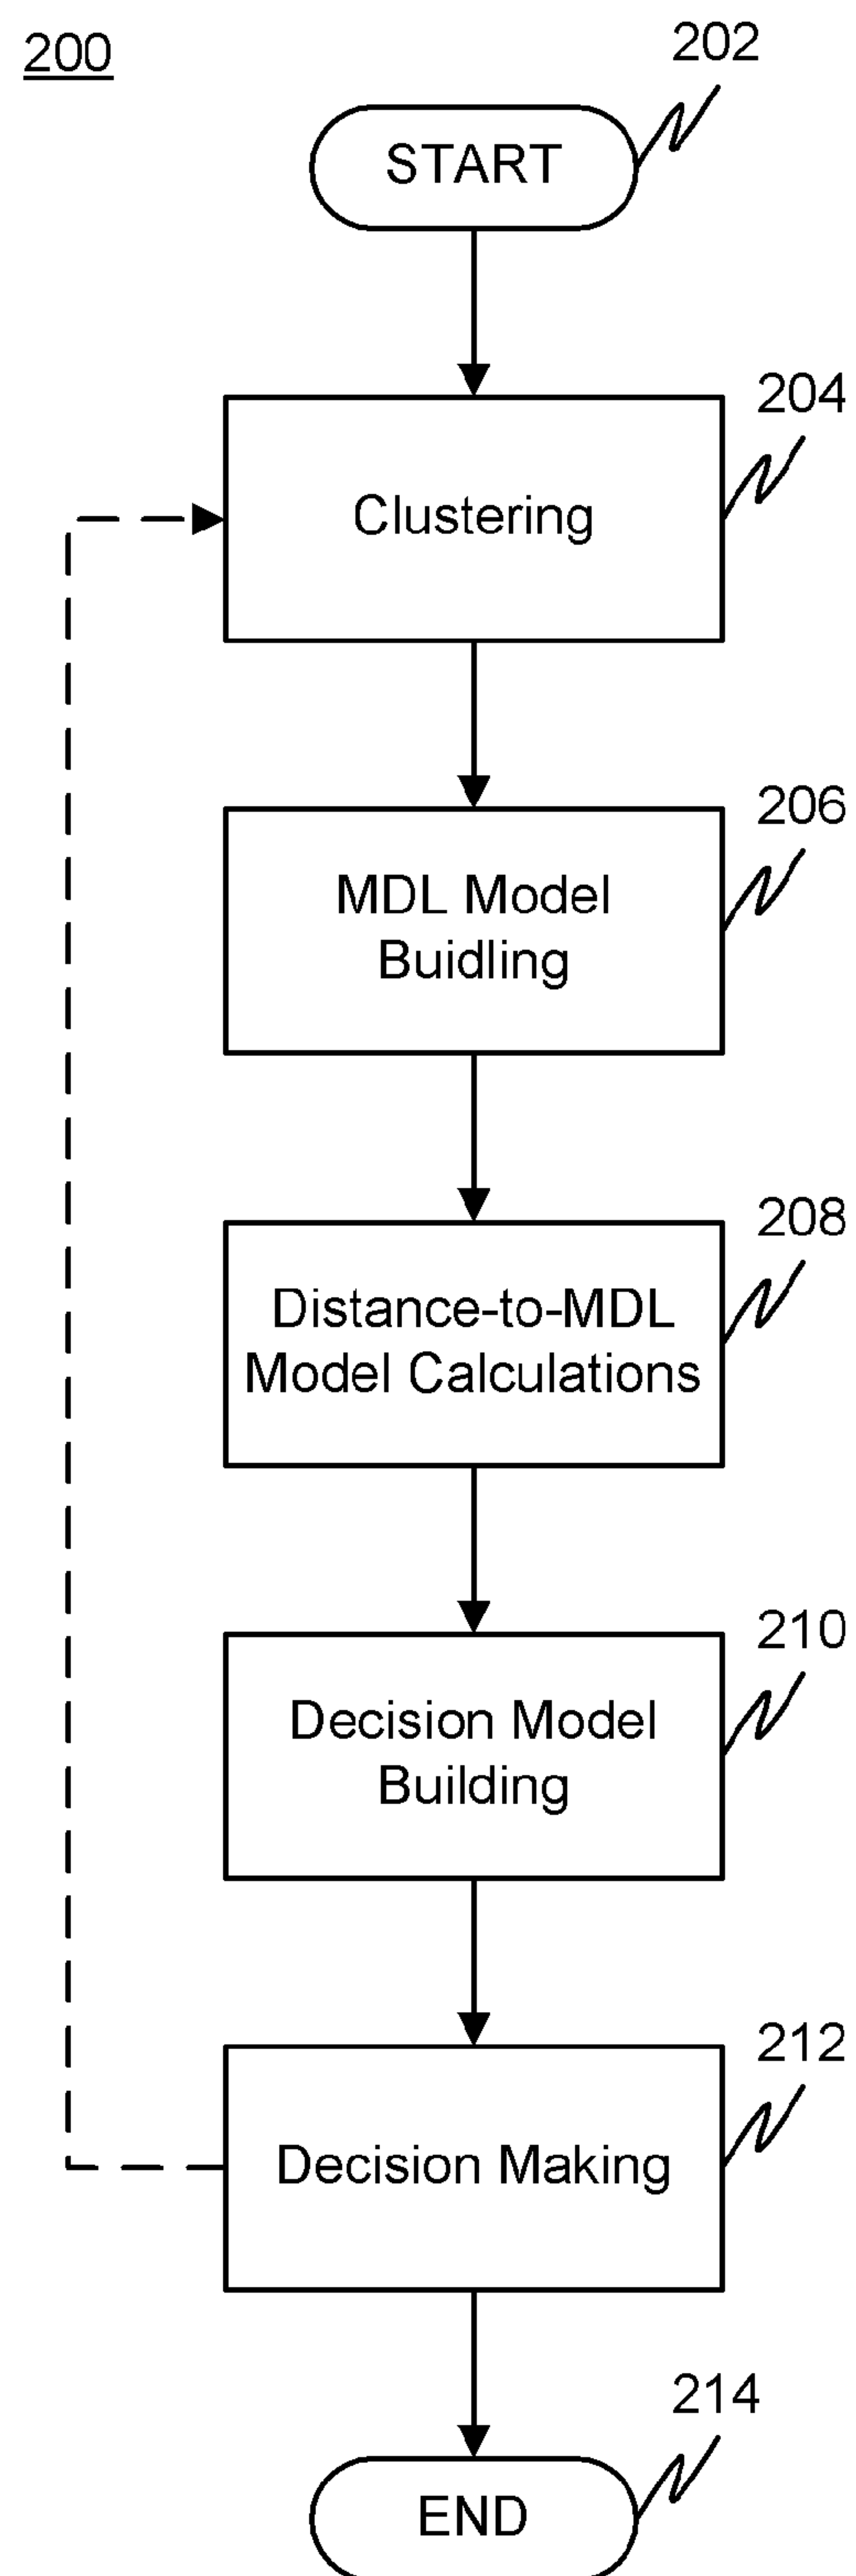 200
202
START
204
Clustering
206
MDL Model
Buidling
208
Distance-to-MDL
Model Calculations
210
Decision Model
Building
212
Decision Making
214
END